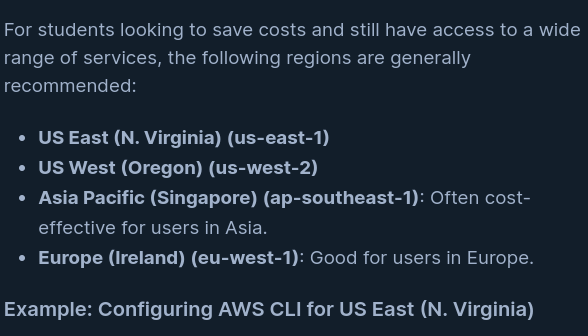 For students looking to save costs and still have access to a wide
range of services, the following regions are generally
recommended:
• US East (N. Virginia) (us-east-1)
• US West (Oregon) (us-west-2)
• Asia Pacific (Singapore) (ap-southeast-1): Often cost-
effective for users in Asia.
• Europe (Ireland) (eu-west-1): Good for users in Europe.
Example: Configuring AWS CLI for US East (N. Virginia)